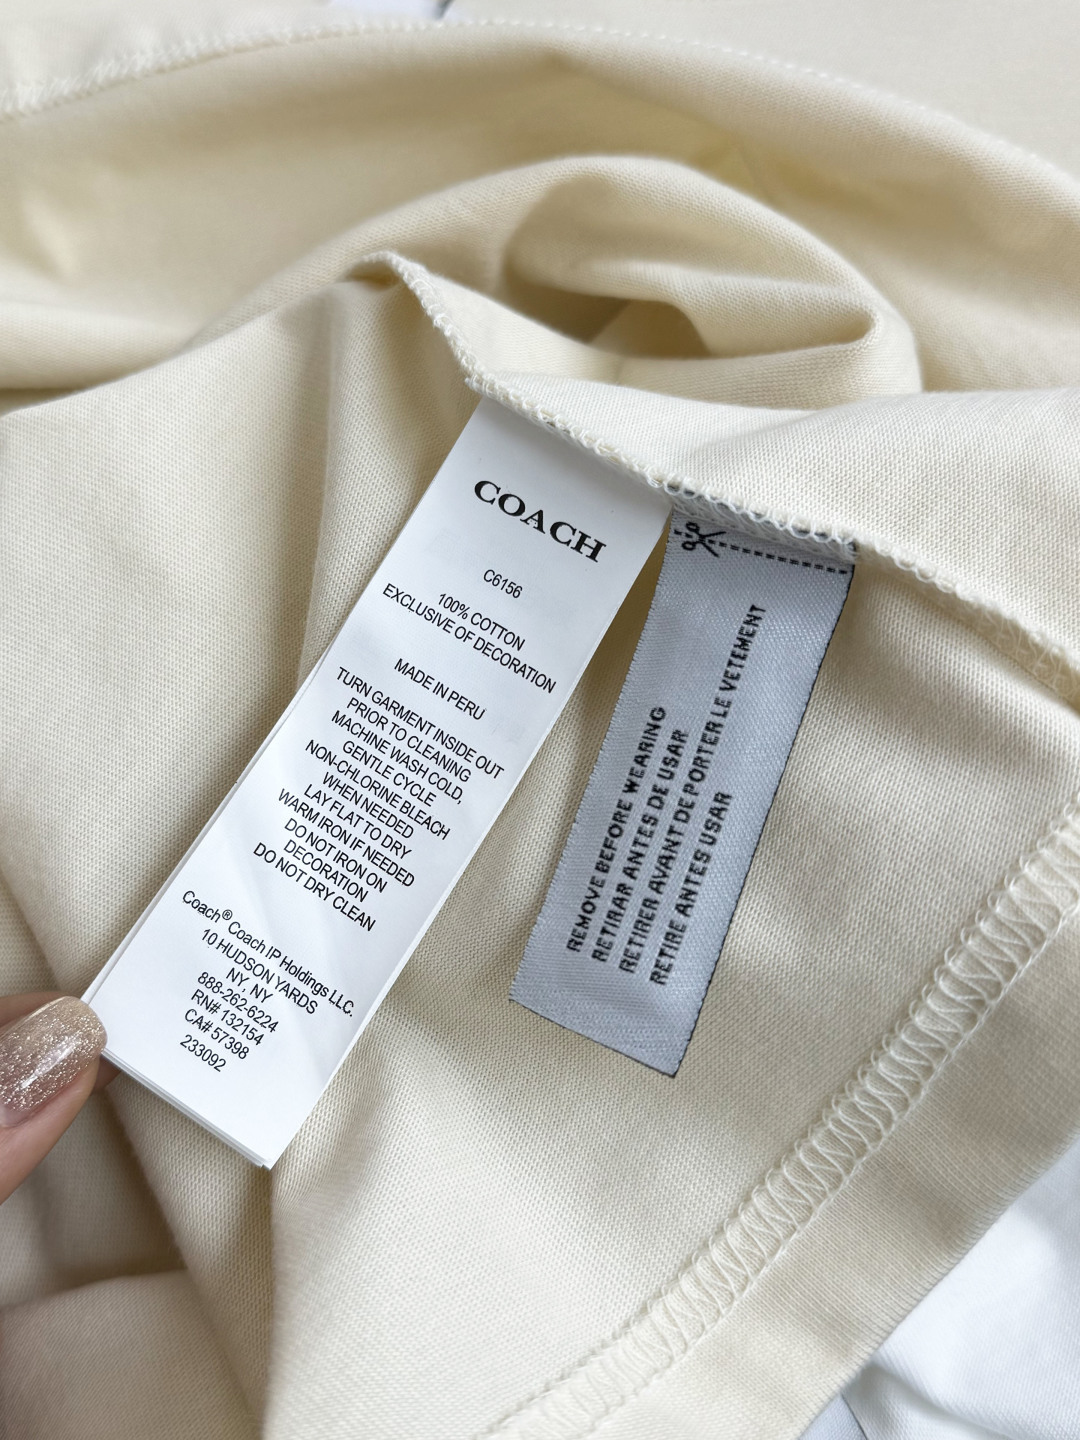 COACH
C6156
100% COTTON
EXCLUSIVE OF DECORATION
MADE IN PERU
TURN GARMENT INSIDE OUT
PRIOR TO CLEANING
MACHINE WASH COLD,
GENTLE CYCLE
NON-CHLORINE BLEACH
WHEN NEEDED
LAY FLAT TO DRY
WARM IRON IF NEEDED
DO NOT IRON ON
DECORATION
DO NOT DRY CLEAN
Coach® Coach IP Holdings LLC.
10 HUDSON YARDS
NY, NY
888-262-6224
RN# 132154
CA# 57398
233092
REMOVE BEFORE WEARING
RETIRAR ANTES DE USAR
RETIRER AVANT DE PORTER LE VETEMENT
RETIRE ANTES USAR